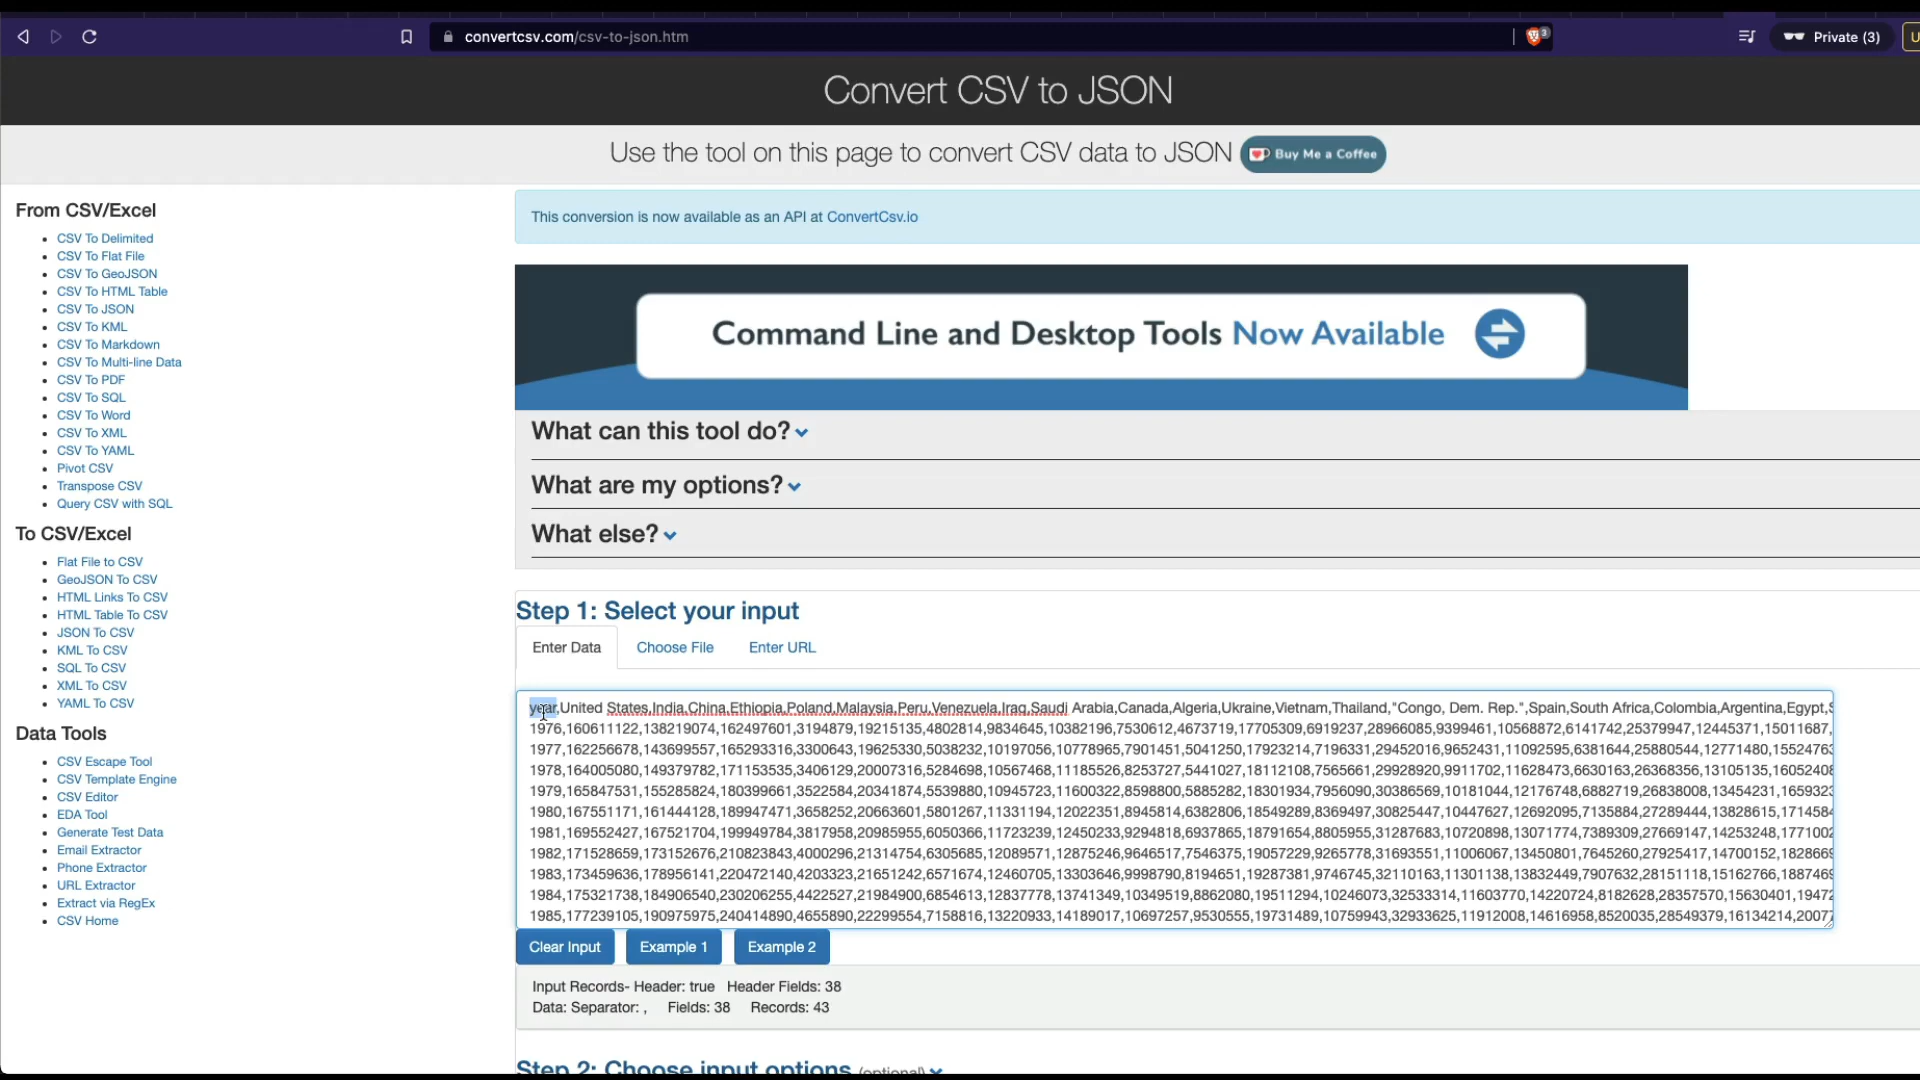 convertcsv.com/csv-to-json.htm
3
Private (3)
Convert CSV to JSON
Use the tool on this page to convert CSV data to JSON
Buy Me a Coffee
From CSV/Excel
CSV To Delimited
CSV To Flat File
CSV To GeoJSON
CSV To HTML Table
CSV To JSON
CSV To KML
CSV To Markdown
CSV To Multi-line Data
CSV To PDF
CSV To SQL
CSV To Word
CSV To XML
CSV To YAML
Pivot CSV
Transpose CSV
Query CSV with SQL
To CSV/Excel
Flat File to CSV
GeoJSON To CSV
HTML Links To CSV
HTML Table To CSV
JSON To CSV
KML To CSV
SQL To CSV
XML To CSV
YAML To CSV
Data Tools
CSV Escape Tool
CSV Template Engine
CSV Editor
EDA Tool
Generate Test Data
Email Extractor
Phone Extractor
URL Extractor
Extract via RegEx
CSV Home
This conversion is now available as an API at ConvertCsv.io
Command Line and Desktop Tools Now Available
What can this tool do?
What are my options?
What else?
Step 1: Select your input
Enter Data Choose File Enter URL
year,United States,India,China,Ethiopia,Poland,Malaysia,Peru,Venezuela,Iraq,Saudi Arabia,Canada,Algeria,Ukraine,Vietnam,Thailand,"Congo, Dem. Rep.",Spain,South Africa,Colombia,Argentina,Egypt,
1976,160611122,138219074,162497601,3194879,19215135,4802814,9834645,10382196,7530612,4673719,17705309,6919237,28966085,9399461,10568872,6141742,25379947,12445371,15011687,
1977,162256678,143699557,165293316,3300643,19625330,5038232,10197056,10778965,7901451,5041250,17923214,7196331,29452016,9652431,11092595,6381644,25880544,12771480,15524763
1978,164005080,149379782,171153535,3406129,20007316,5284698,10567468,11185526,8253727,5441027,18112108,7565661,29928920,9911702,11628473,6630163,26368356,13105135,16052408
1979,165847531,155285824,180399661,3522584,20341874,5539880,10945723,11600322,8598800,5885282,18301934,7956090,30386569,10181044,12176748,6882719,26838008,13454231,1659323
1980,167551171,161444128,189947471,3658252,20663601,5801267,11331194,12022351,8945814,6382806,18549289,8369497,30825447,10447627,12692095,7135884,27289444,13828615,1714584
1981,169552427,167521704,199949784,3817958,20985955,6050366,11723239,12450233,9294818,6937865,18791654,8805955,31287683,10720898,13071774,7389309,27669147,14253248,1771002
1982,171528659,173152676,210823843,4000296,21314754,6305685,12089571,12875246,9646517,7546375,19057229,9265778,31693551,11006067,13450801,7645260,27925417,14700152,1828669
1983,173459636,178956141,220472140,4203323,21651242,6571674,12460705,13303646,9998790,8194651,19287381,9746745,32110163,11301138,13832449,7907632,28151118,15162766,1887469
1984,175321738,184906540,230206255,4422527,21984900,6854613,12837778,13741349,10349519,8862080,19511294,10246073,32533314,11603770,14220724,8182628,28357570,15630401,19472
1985,177239105,190975975,240414890,4655890,22299554,7158816,13220933,14189017,10697257,9530555,19731489,10759943,32933625,11912008,14616958,8520035,28549379,16134214,2007
Clear Input Example 1 Example 2
Input Records- Header: true Header Fields: 38
Data: Separator: , Fields: 38 Records: 43
Step 2: Choose input options (optional)